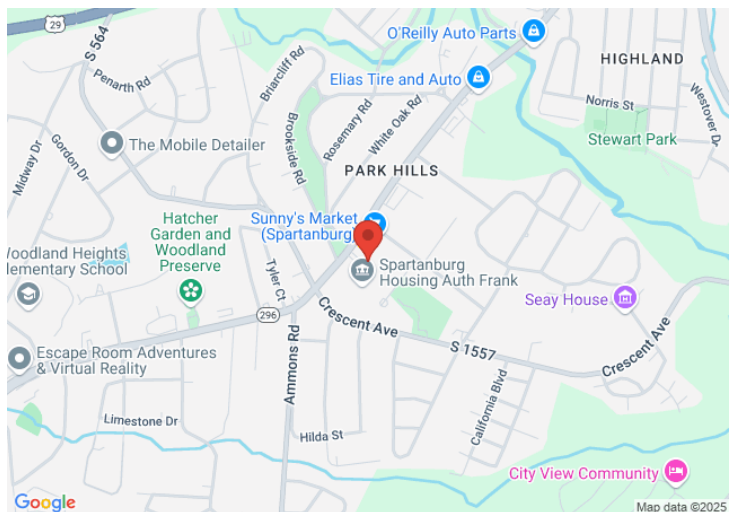 29
S 564
O'Reilly Auto Parts
HIGHLAND
Penarth Rd
Briarcliff Rd
Elias Tire and Auto
Norris St
Westover Dr
Brookside Rd
Rosemary Rd
White Oak Rd
Stewart Park
Midway Dr
Gordon Dr
The Mobile Detailer
PARK HILLS
Hatcher
Garden and
Woodland
Preserve
Sunny's Market
(Spartanburg)
Woodland Heights
Elementary School
Tyler Ct
Spartanburg
Housing Auth Frank
Seay House
296
Crescent Ave
S 1557
Crescent Ave
Escape Room Adventures
& Virtual Reality
Ammons Rd
California Blvd
Limestone Dr
Hilda St
City View Community
Google
Map data ©2025